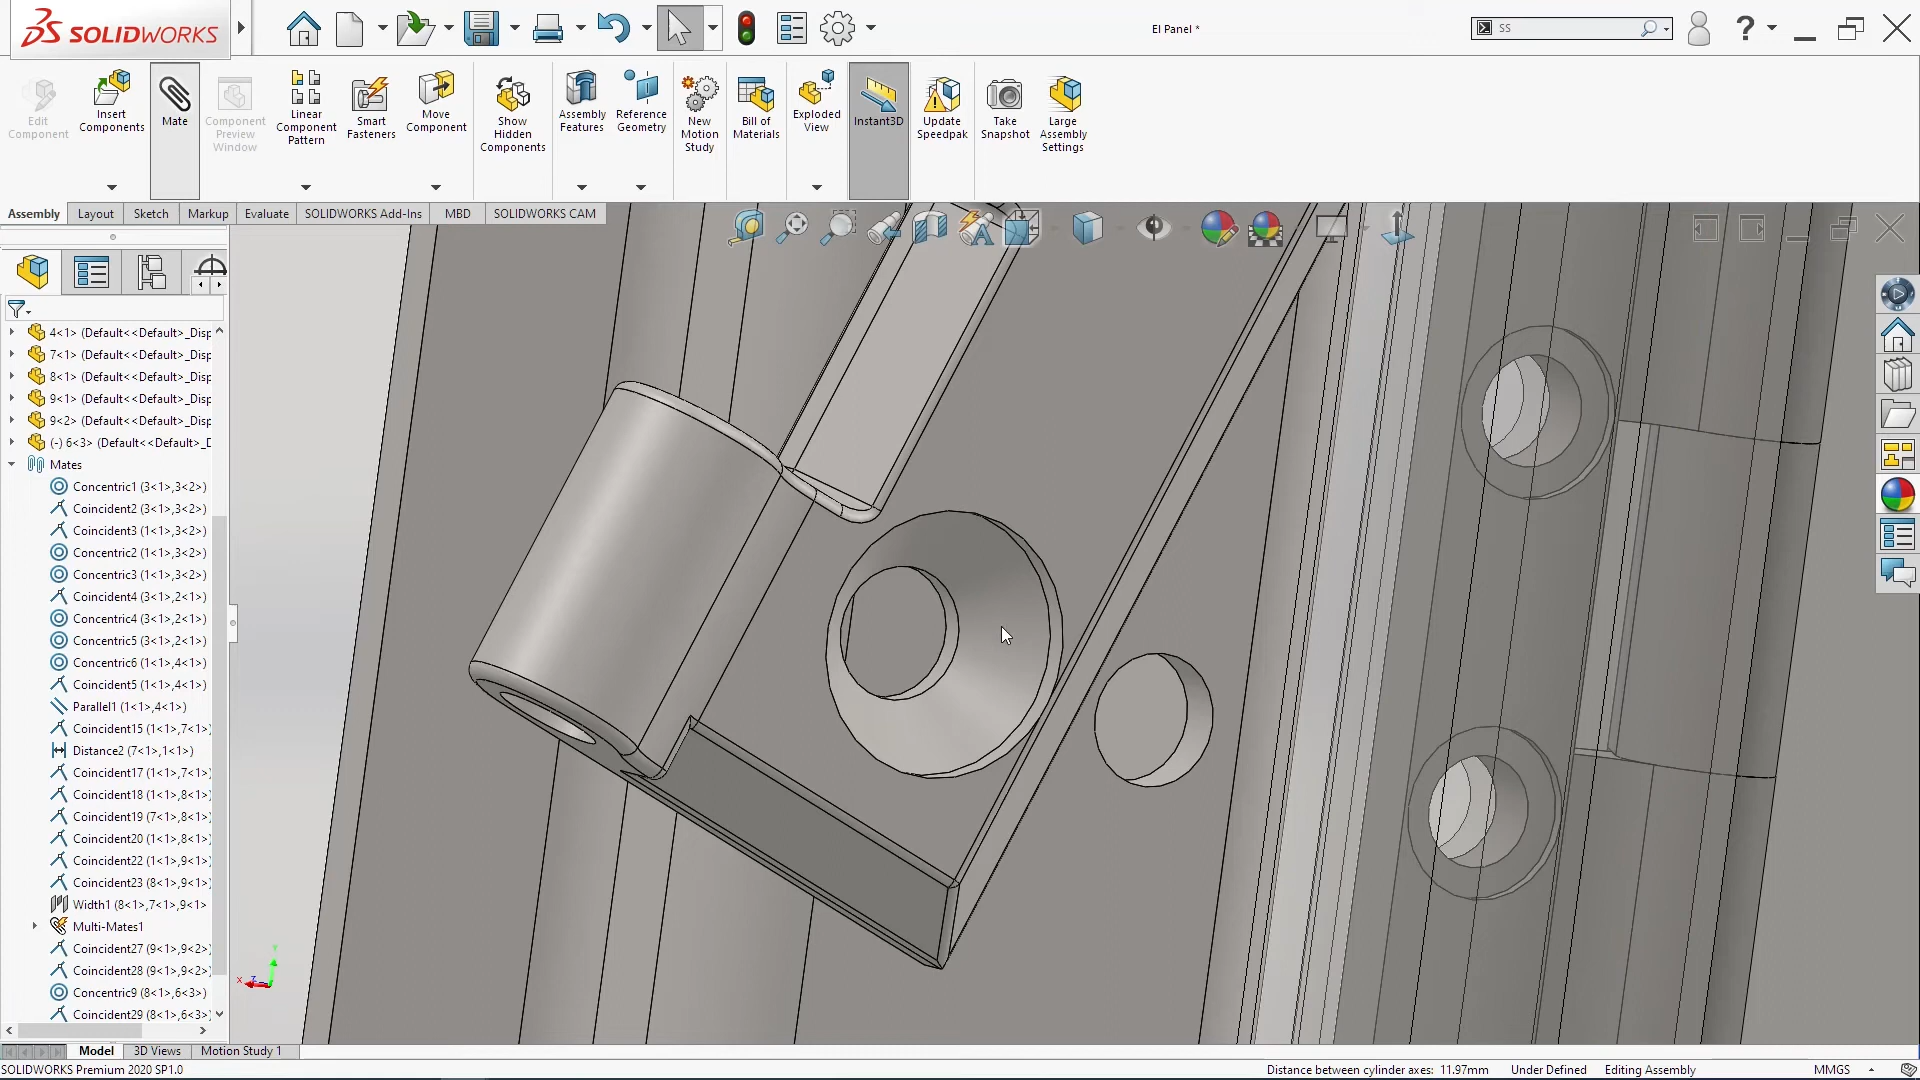 SOLIDWORKS
El Panel *
SS
Edit Component
Insert Components
Mate
Component Preview Window
Linear Component Pattern
Smart Fasteners
Move Component
Show Hidden Components
Assembly Features
Reference Geometry
New Motion Study
Bill of Materials
Exploded View
Instant3D
Update Speedpak
Take Snapshot
Large Assembly Settings
Assembly
Layout
Sketch
Markup
Evaluate
SOLIDWORKS Add-Ins
MBD
SOLIDWORKS CAM
4<1> (Default<<Default>_Disp
7<1> (Default<<Default>_Disp
8<1> (Default<<Default>_Disp
9<1> (Default<<Default>_Disp
9<2> (Default<<Default>_Disp
(-) 6<3> (Default<<Default>_D
Mates
Concentric1 (3<1>,3<2>)
Coincident2 (3<1>,3<2>)
Coincident3 (1<1>,3<2>)
Concentric2 (1<1>,3<2>)
Concentric3 (1<1>,3<2>)
Coincident4 (3<1>,2<1>)
Concentric4 (3<1>,2<1>)
Concentric5 (3<1>,2<1>)
Concentric6 (1<1>,4<1>)
Coincident5 (1<1>,4<1>)
Parallel1 (1<1>,4<1>)
Coincident15 (1<1>,7<1>)
Distance2 (7<1>,1<1>)
Coincident17 (1<1>,7<1>)
Coincident18 (1<1>,8<1>)
Coincident19 (7<1>,8<1>)
Coincident20 (1<1>,8<1>)
Coincident22 (1<1>,9<1>)
Coincident23 (8<1>,9<1>)
Width1 (8<1>,7<1>,9<1>
Multi-Mates1
Coincident27 (9<1>,9<2>)
Coincident28 (9<1>,9<2>)
Concentric9 (8<1>,6<3>)
Coincident29 (8<1>,6<3>)
Y
X
Z
Model
3D Views
Motion Study 1
SOLIDWORKS Premium 2020 SP1.0
Distance between cylinder axes: 11.97mm
Under Defined
Editing Assembly
MMGS